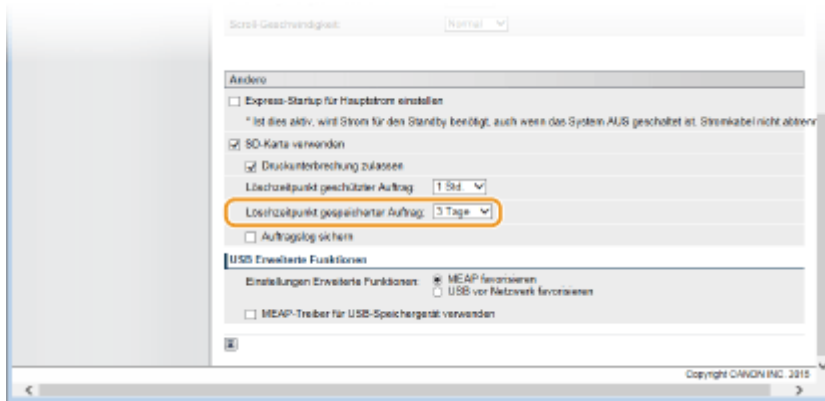 Scroll-Geschwindigkeit: Normal
Andere
Express-Startup für Hauptstrom einstellen
* Ist dies aktiv, wird Strom für den Standby benötigt, auch wenn das System AUS geschaltet ist. Stromkabel nicht abtrenn
SD-Karte verwenden
Druckunterbrechung zulassen
Löschzeitpunkt geschützter Auftrag: 1 Std.
Löschzeitpunkt gespeicherter Auftrag: 3 Tage
Auftragslog sichern
USB Erweiterte Funktionen
Einstellungen Erweiterte Funktionen: MEAP favorisieren
USB vor Netzwerk favorisieren
MEAP-Treiber für USB-Speichergerät verwenden
Copyright CANON INC. 2015